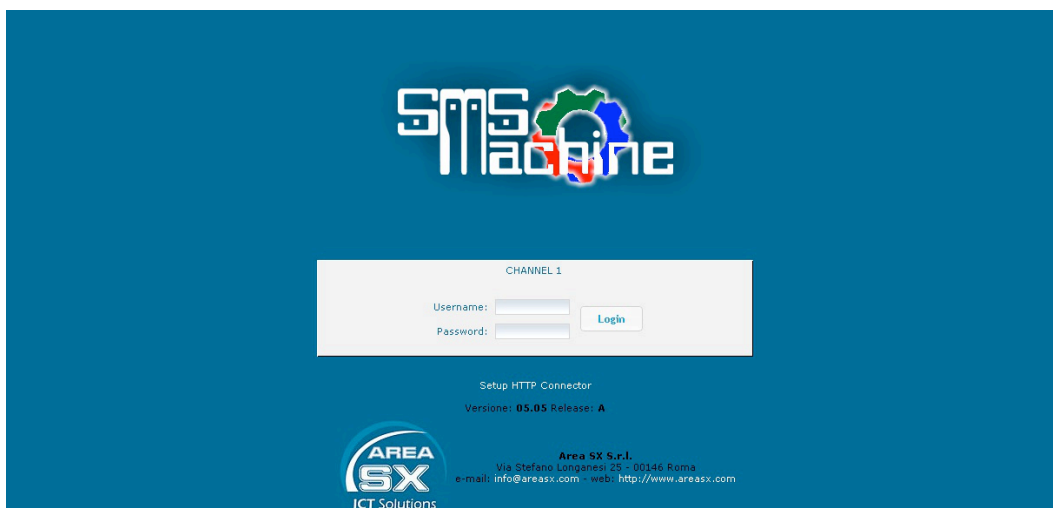 SMS
Machine
CHANNEL 1
Username:
Login
Password:
Setup HTTP Connector
Versione: 05.05 Release: A
AREA
SX
ICT Solutions
Area SX S.r.l.
Via Stefano Longanesi 25 - 00146 Roma
e-mail: info@areasx.com - web: http://www.areasx.com